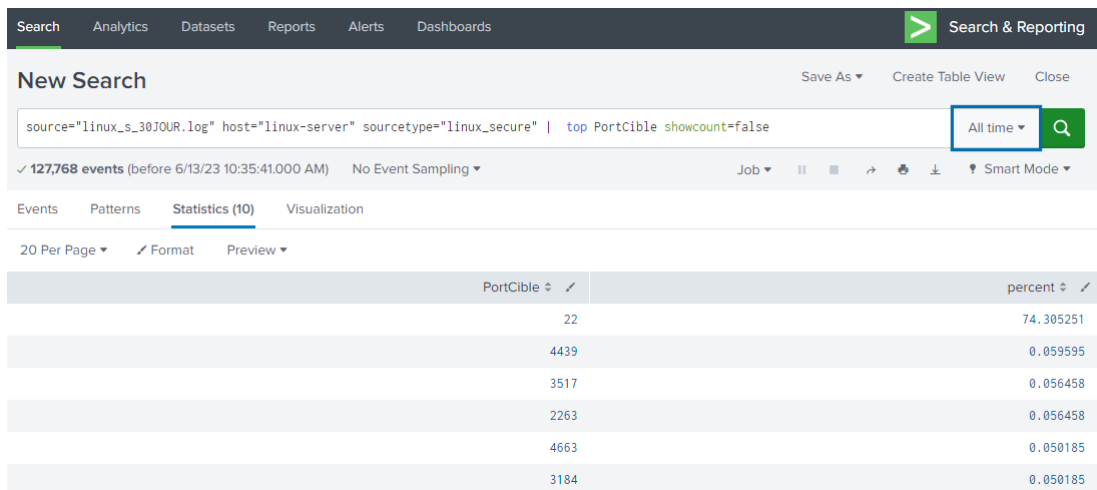 Search Analytics Datasets Reports Alerts Dashboards Search & Reporting
New Search Save As Create Table View Close
source="linux_s_30JOUR.log" host="linux-server" sourcetype="linux_secure" | top PortCible showcount=false All time
127,768 events (before 6/13/23 10:35:41.000 AM) No Event Sampling Job Smart Mode
Events Patterns Statistics (10) Visualization
20 Per Page Format Preview
PortCible percent
22 74.305251
4439 0.059595
3517 0.056458
2263 0.056458
4663 0.050185
3184 0.050185